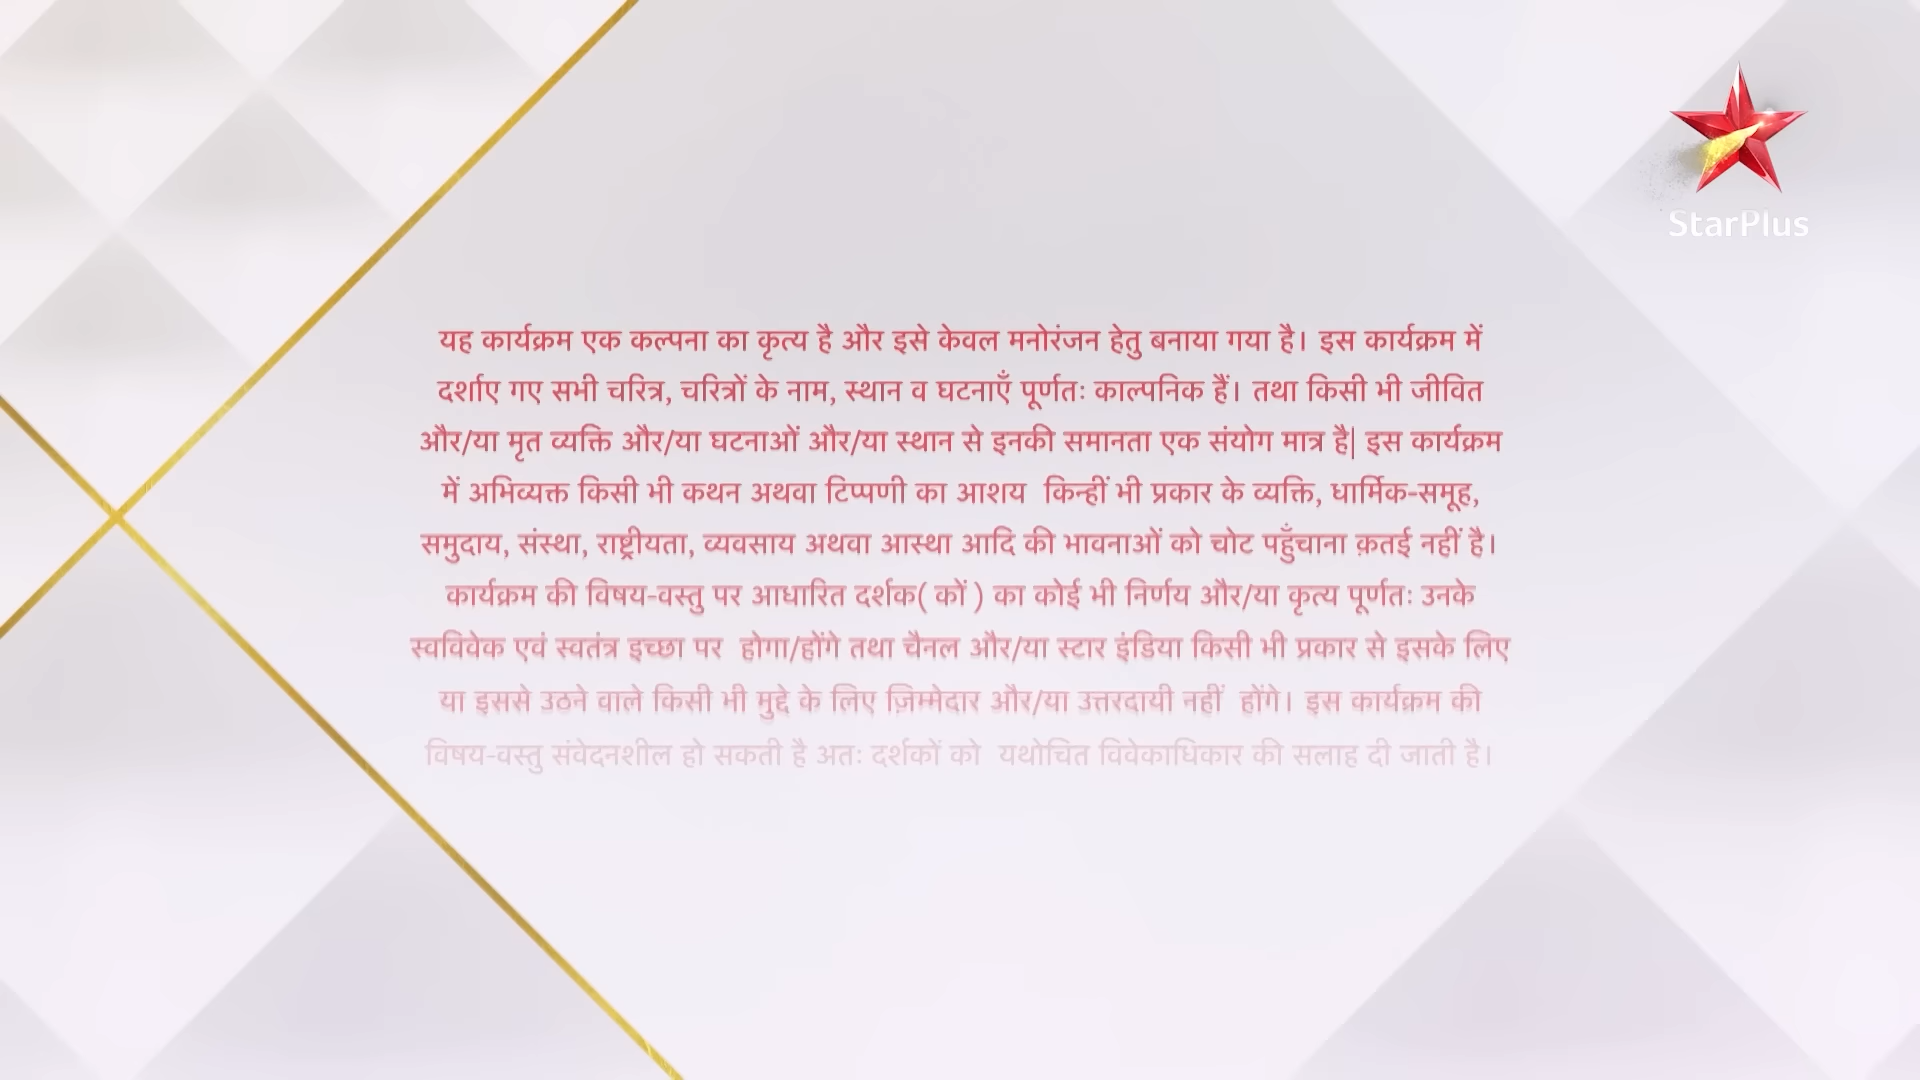 StarPlus
यह कार्यक्रम एक कल्पना का कृत्य है और इसे केवल मनोरंजन हेतु बनाया गया है। इस कार्यक्रम में
दर्शाए गए सभी चरित्र, चरित्रों के नाम, स्थान व घटनाएँ पूर्णतः काल्पनिक हैं। तथा किसी भी जीवित
और/या मृत व्यक्ति और/या घटनाओं और/या स्थान से इनकी समानता एक संयोग मात्र है| इस कार्यक्रम
में अभिव्यक्त किसी भी कथन अथवा टिप्पणी का आशय किन्हीं भी प्रकार के व्यक्ति, धार्मिक-समूह,
समुदाय, संस्था, राष्ट्रीयता, व्यवसाय अथवा आस्था आदि की भावनाओं को चोट पहुँचाना क़तई नहीं है।
कार्यक्रम की विषय-वस्तु पर आधारित दर्शक( कों ) का कोई भी निर्णय और/या कृत्य पूर्णतः उनके
स्वविवेक एवं स्वतंत्र इच्छा पर होगा/होंगे तथा चैनल और/या स्टार इंडिया किसी भी प्रकार से इसके लिए
या इससे उठने वाले किसी भी मुद्दे के लिए ज़िम्मेदार और/या उत्तरदायी नहीं होंगे। इस कार्यक्रम की
विषय-वस्तु संवेदनशील हो सकती है अतः दर्शकों को यथोचित विवेकाधिकार की सलाह दी जाती है।